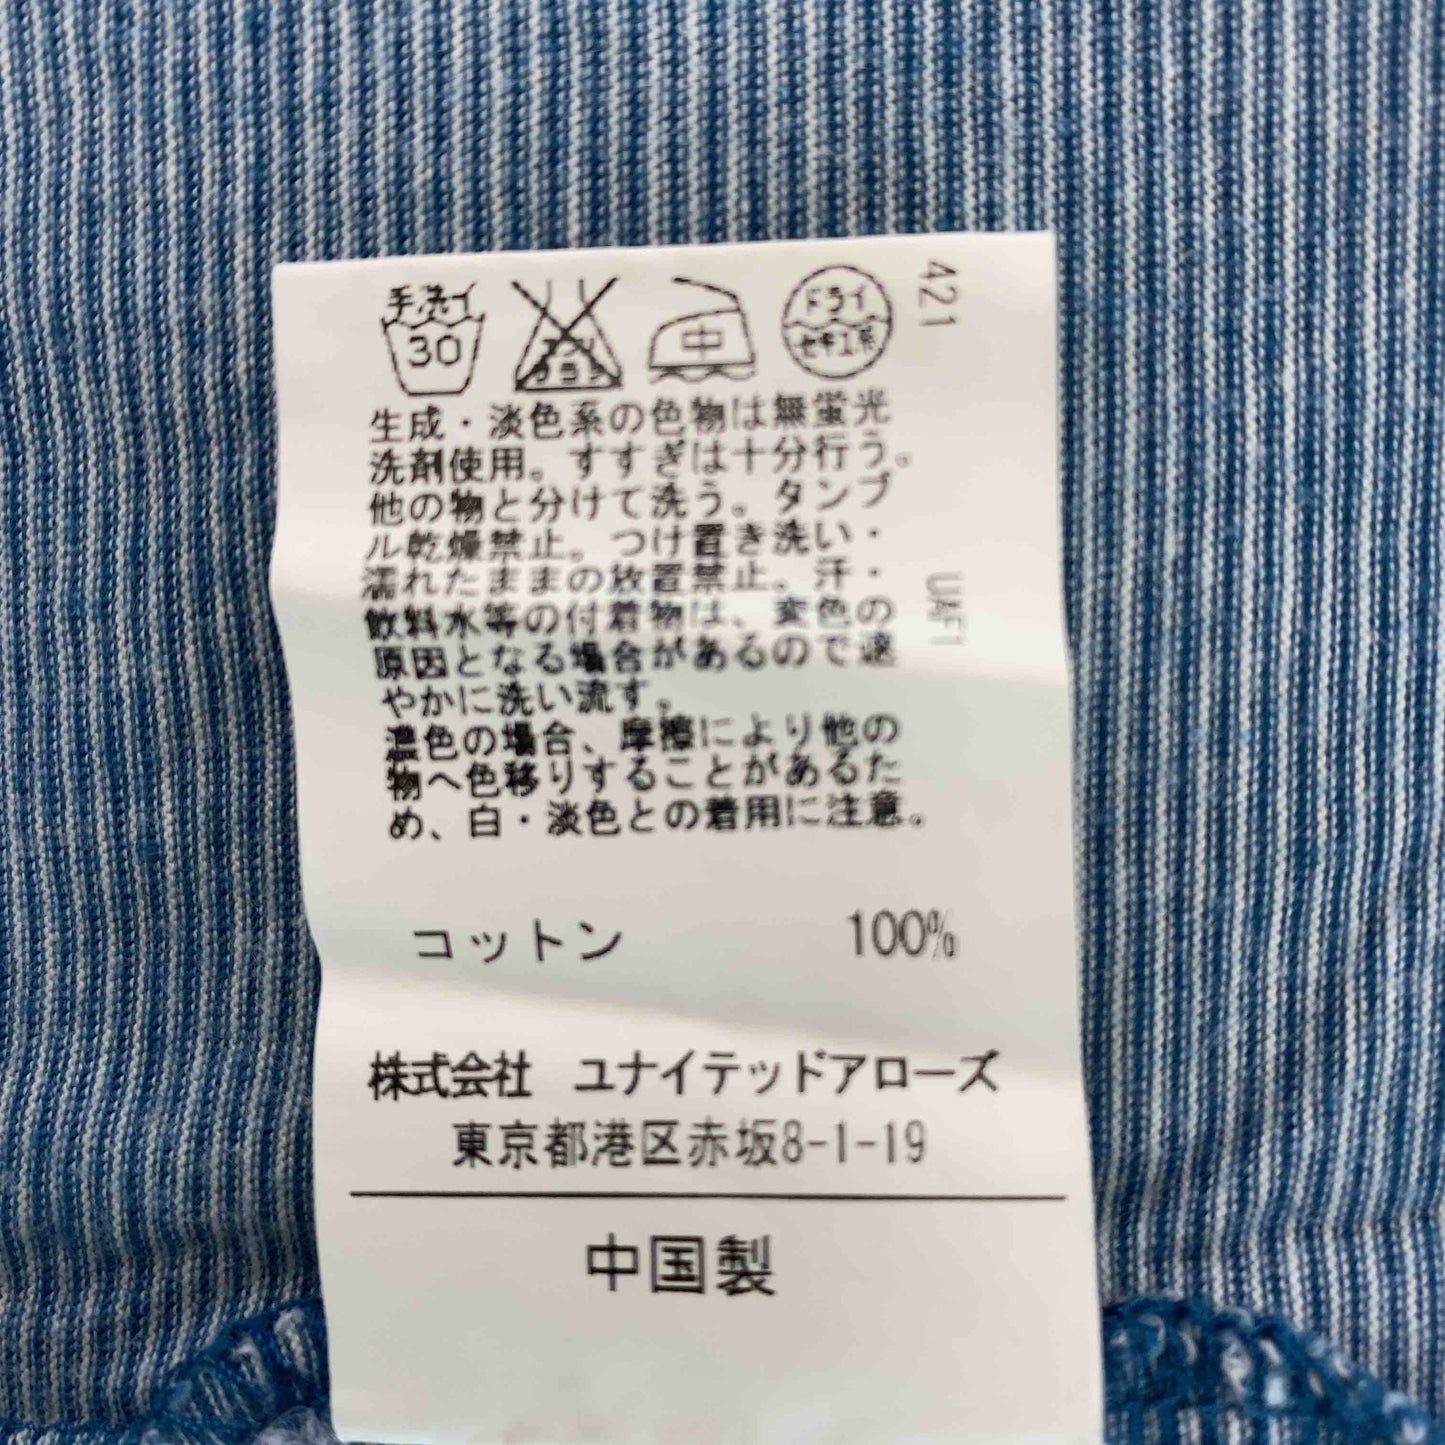 手洗イ
30
エンソ
サラシ
中
ドライ
セキユ系
421
生成・淡色系の色物は無蛍光
洗剤使用。すすぎは十分行う。
他の物と分けて洗う。タンブ
ル乾燥禁止。つけ置き洗い・
濡れたままの放置禁止。汗・
飲料水等の付着物は、変色の
原因となる場合があるので速
やかに洗い流す。
濃色の場合、摩擦により他の
物へ色移りすることがあるた
め、白・淡色との着用に注意。
UAF1
コットン 100%
株式会社 ユナイテッドアローズ
東京都港区赤坂8-1-19
中国製